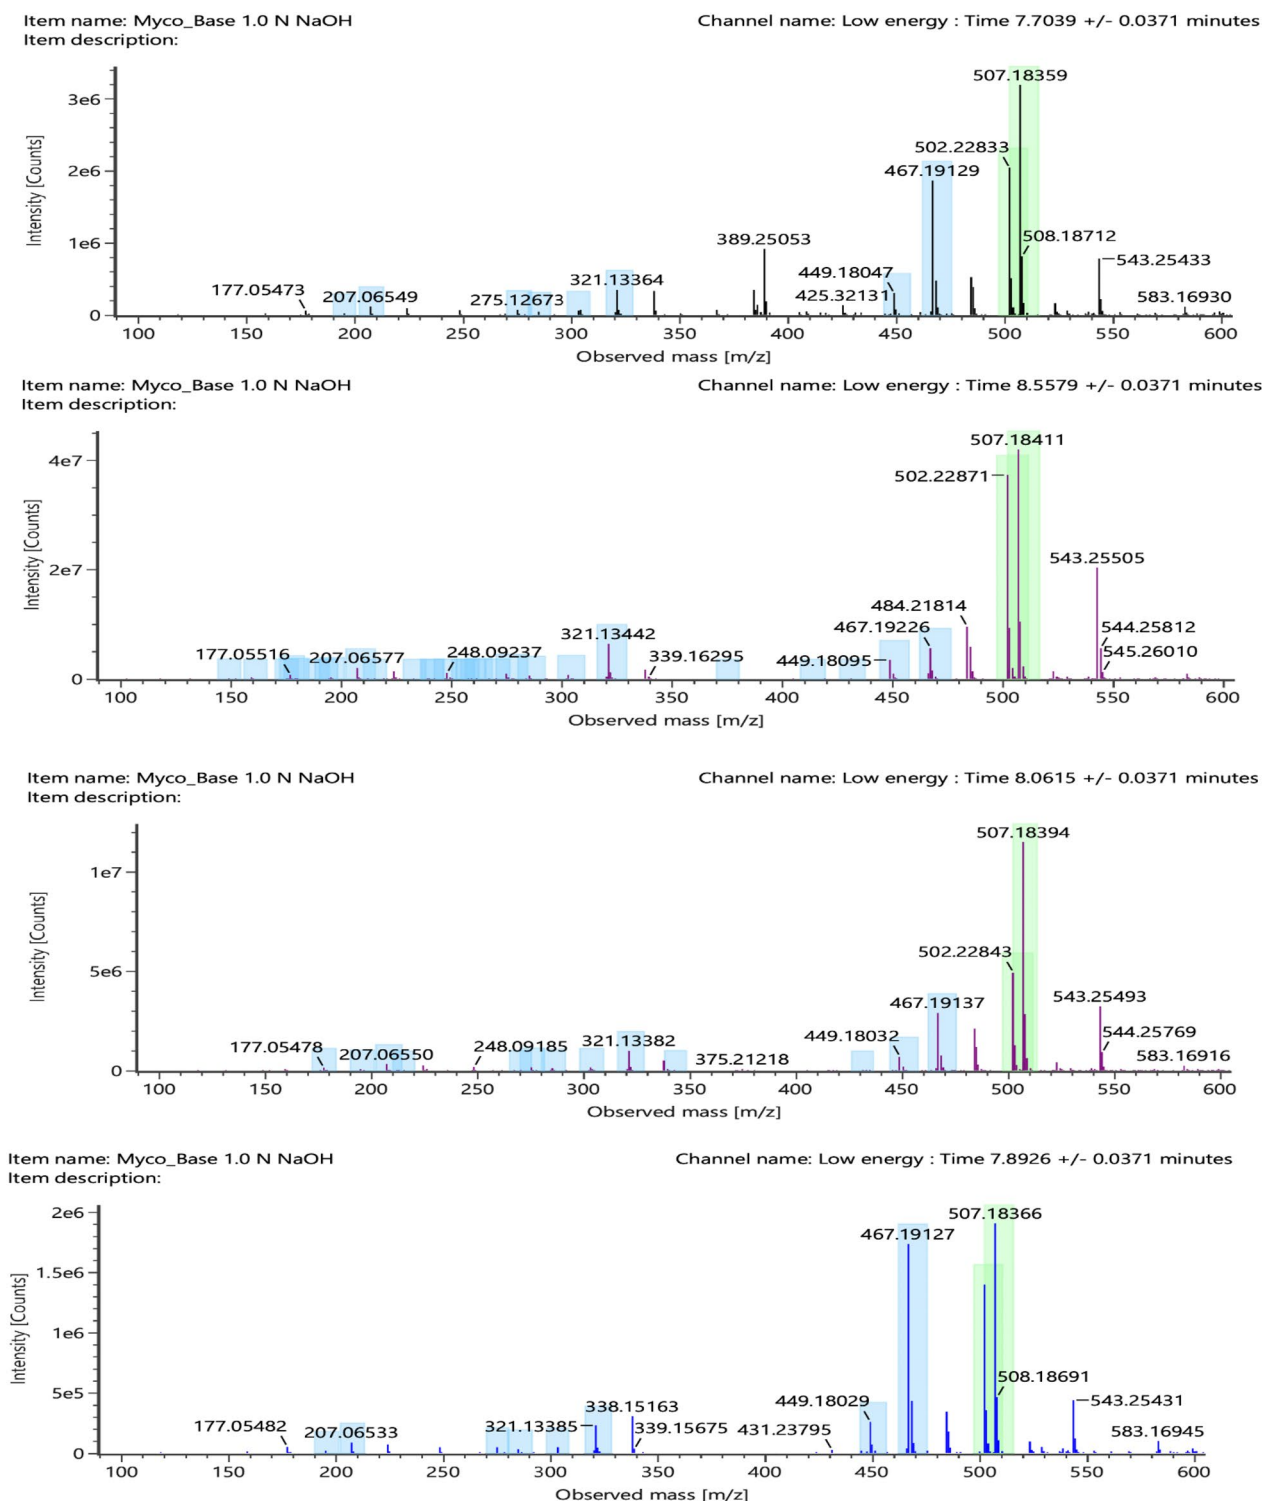 Item name: Myco_Base 1.0 N NaOH Channel name: Low energy : Time 7.7039 +/- 0.0371 minutes
Item description:
507.18359
3e6
502.22833
2e6
467.19129
Intensity [Counts]
389.25053
508.18712
1e6
449.18047
543.25433
321.13364
425.32131
177.05473
207.06549
275.12673
583.16930
0
100 150 200 250 300 350 400 450 500 550 600
Observed mass [m/z]
Item name: Myco_Base 1.0 N NaOH Channel name: Low energy : Time 8.5579 +/- 0.0371 minutes
Item description:
507.18411
4e7
502.22871
Intensity [Counts]
2e7
543.25505
484.21814
467.19226
544.25812
321.13442
177.05516
207.06577
248.09237
339.16295
449.18095
545.26010
0
100 150 200 250 300 350 400 450 500 550 600
Observed mass [m/z]
Item name: Myco_Base 1.0 N NaOH Channel name: Low energy : Time 8.0615 +/- 0.0371 minutes
Item description:
507.18394
1e7
Intensity [Counts]
502.22843
5e6
467.19137
543.25493
449.18032
544.25769
177.05478
207.06550
248.09185
321.13382
375.21218
583.16916
0
100 150 200 250 300 350 400 450 500 550 600
Observed mass [m/z]
Item name: Myco_Base 1.0 N NaOH Channel name: Low energy : Time 7.8926 +/- 0.0371 minutes
Item description:
2e6
507.18366
467.19127
1.5e6
Intensity [Counts]
1e6
508.18691
5e5
338.15163
449.18029
543.25431
177.05482
207.06533
321.13385
339.15675
431.23795
583.16945
0
100 150 200 250 300 350 400 450 500 550 600
Observed mass [m/z]